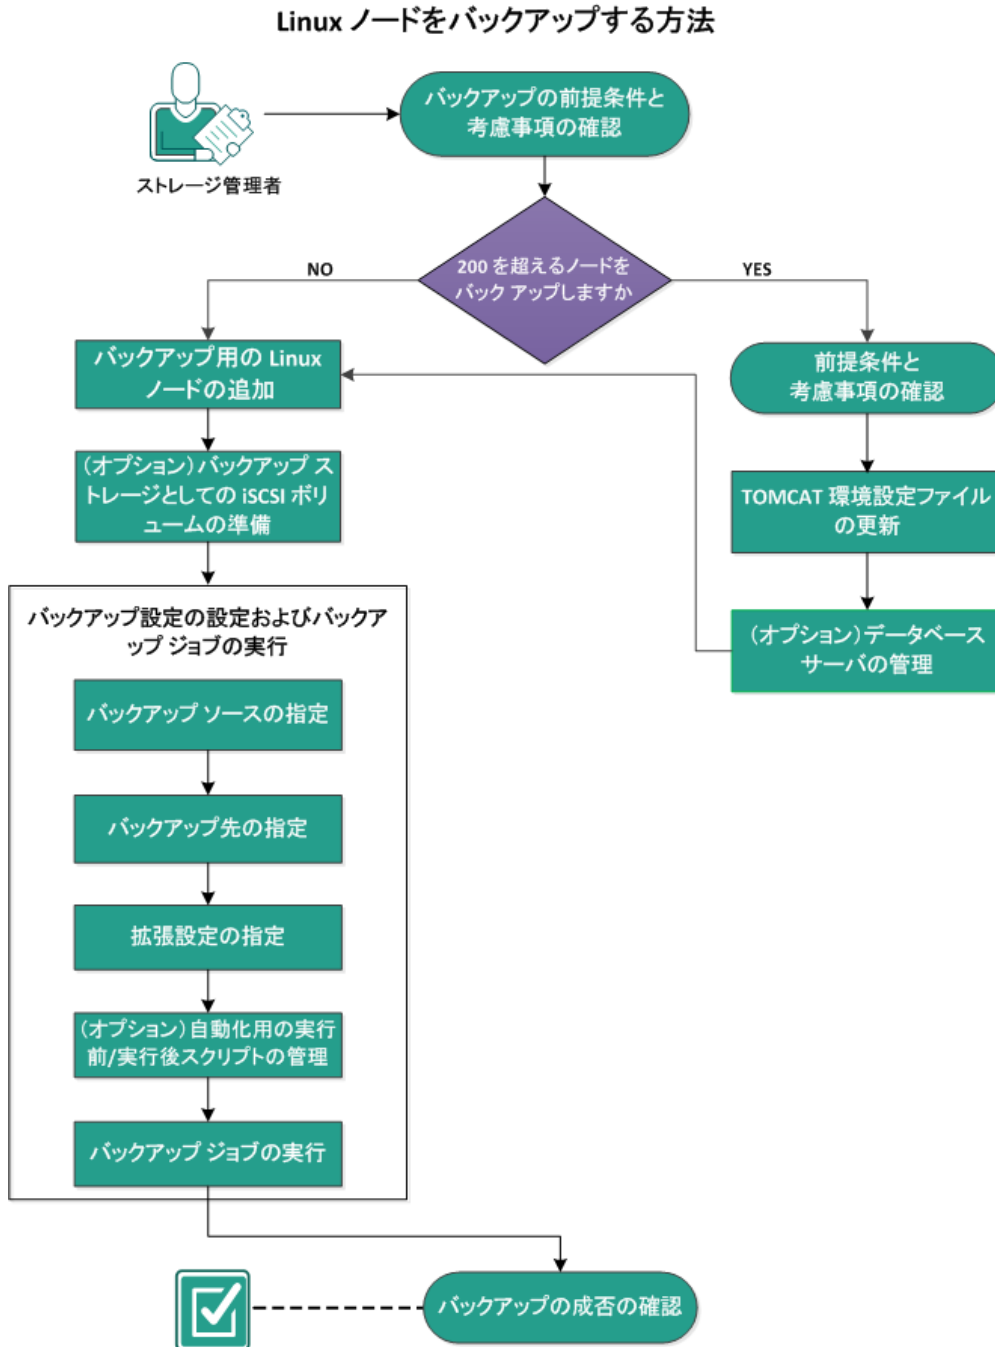 Linux ノードをバックアップする方法
バックアップの前提条件と
考慮事項の確認
ストレージ管理者
200 を超えるノードを
バック アップしますか
NO
YES
バックアップ用の Linux
ノードの追加
前提条件と
考慮事項の確認
(オプション) バックアップ ス
トレージとしての iSCSI ボリ
ュームの準備
TOMCAT 環境設定ファイル
の更新
(オプション) データベース
サーバの管理
バックアップ設定の設定およびバックア
ップ ジョブの実行
バックアップ ソースの指定
バックアップ先の指定
拡張設定の指定
(オプション) 自動化用の実行
前/実行後スクリプトの管理
バックアップ ジョブの実行
バックアップの成否の確認